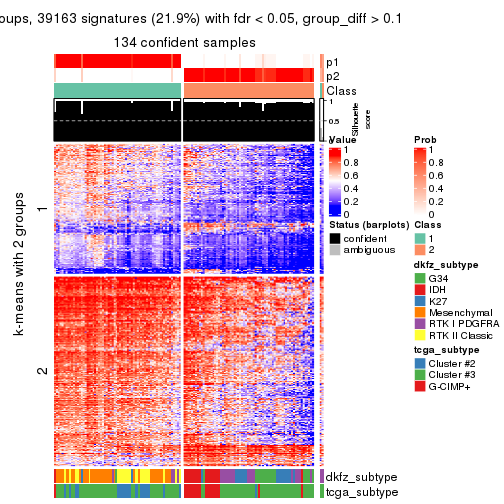 oups, 39163 signatures (21.9%) with fdr < 0.05, group_diff > 0.1
134 confident samples
p1
p2
Class
1
0.5
0
Silhouette
score
k-means with 2 groups
1
2
dkfz_subtype
tcga_subtype
Value
1
0.8
0.6
0.4
0.2
0
Prob
1
0.8
0.6
0.4
0.2
0
Status (barplots)
confident
ambiguous
Class
1
2
dkfz_subtype
G34
IDH
K27
Mesenchymal
RTK I PDGFRA
RTK II Classic
tcga_subtype
Cluster #2
Cluster #3
G-CIMP+